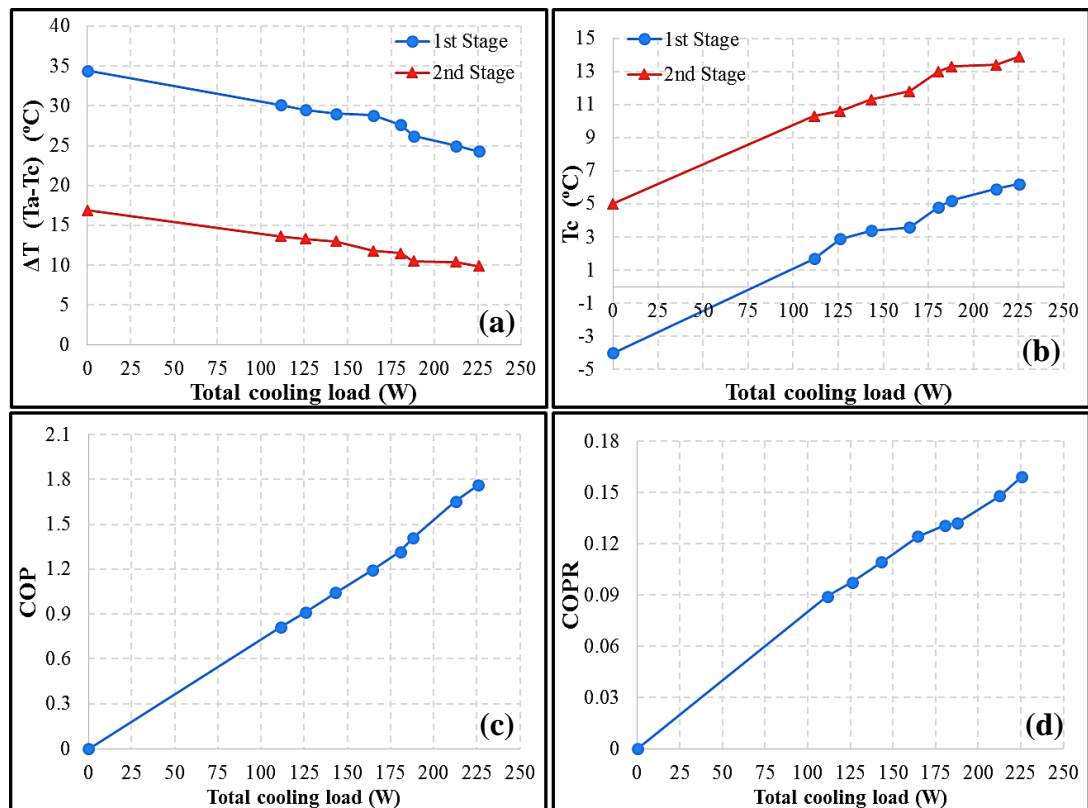 40
35
30
25
20
15
10
5
0
ΔT (Ta-Tc) (ºC)
1st Stage
2nd Stage
(a)
0 25 50 75 100 125 150 175 200 225 250
Total cooling load (W)
15
13
11
9
7
5
3
1
-1
-3
-5
Tc (ºC)
1st Stage
2nd Stage
0 25 50 75 100 125 150 175 200 225 250
(b)
Total cooling load (W)
2.1
1.8
1.5
1.2
0.9
0.6
0.3
0
COP
(c)
0 25 50 75 100 125 150 175 200 225 250
Total cooling load (W)
0.18
0.15
0.12
0.09
0.06
0.03
0
COPR
(d)
0 25 50 75 100 125 150 175 200 225 250
Total cooling load (W)